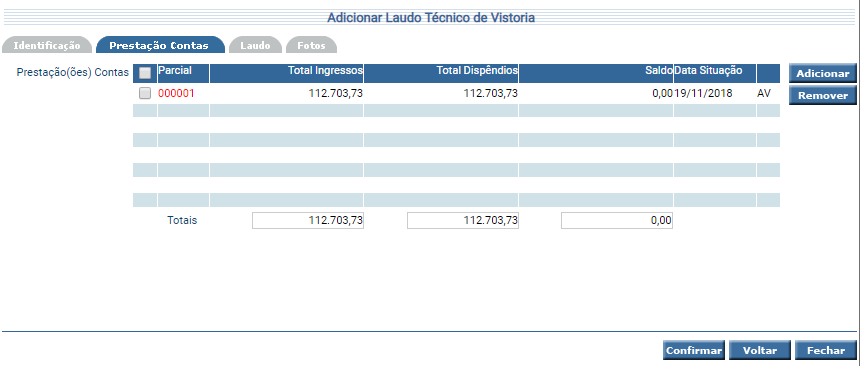 Adicionar Laudo Técnico de Vistoria
Identificação Prestação Contas Laudo Fotos
Prestação(ões) Contas Parcial Total Ingressos Total Dispêndios Saldo Data Situação Adicionar
000001 112.703,73 112.703,73 0,00 19/11/2018 AV Remover
Totais 112.703,73 112.703,73 0,00
Confirmar Voltar Fechar